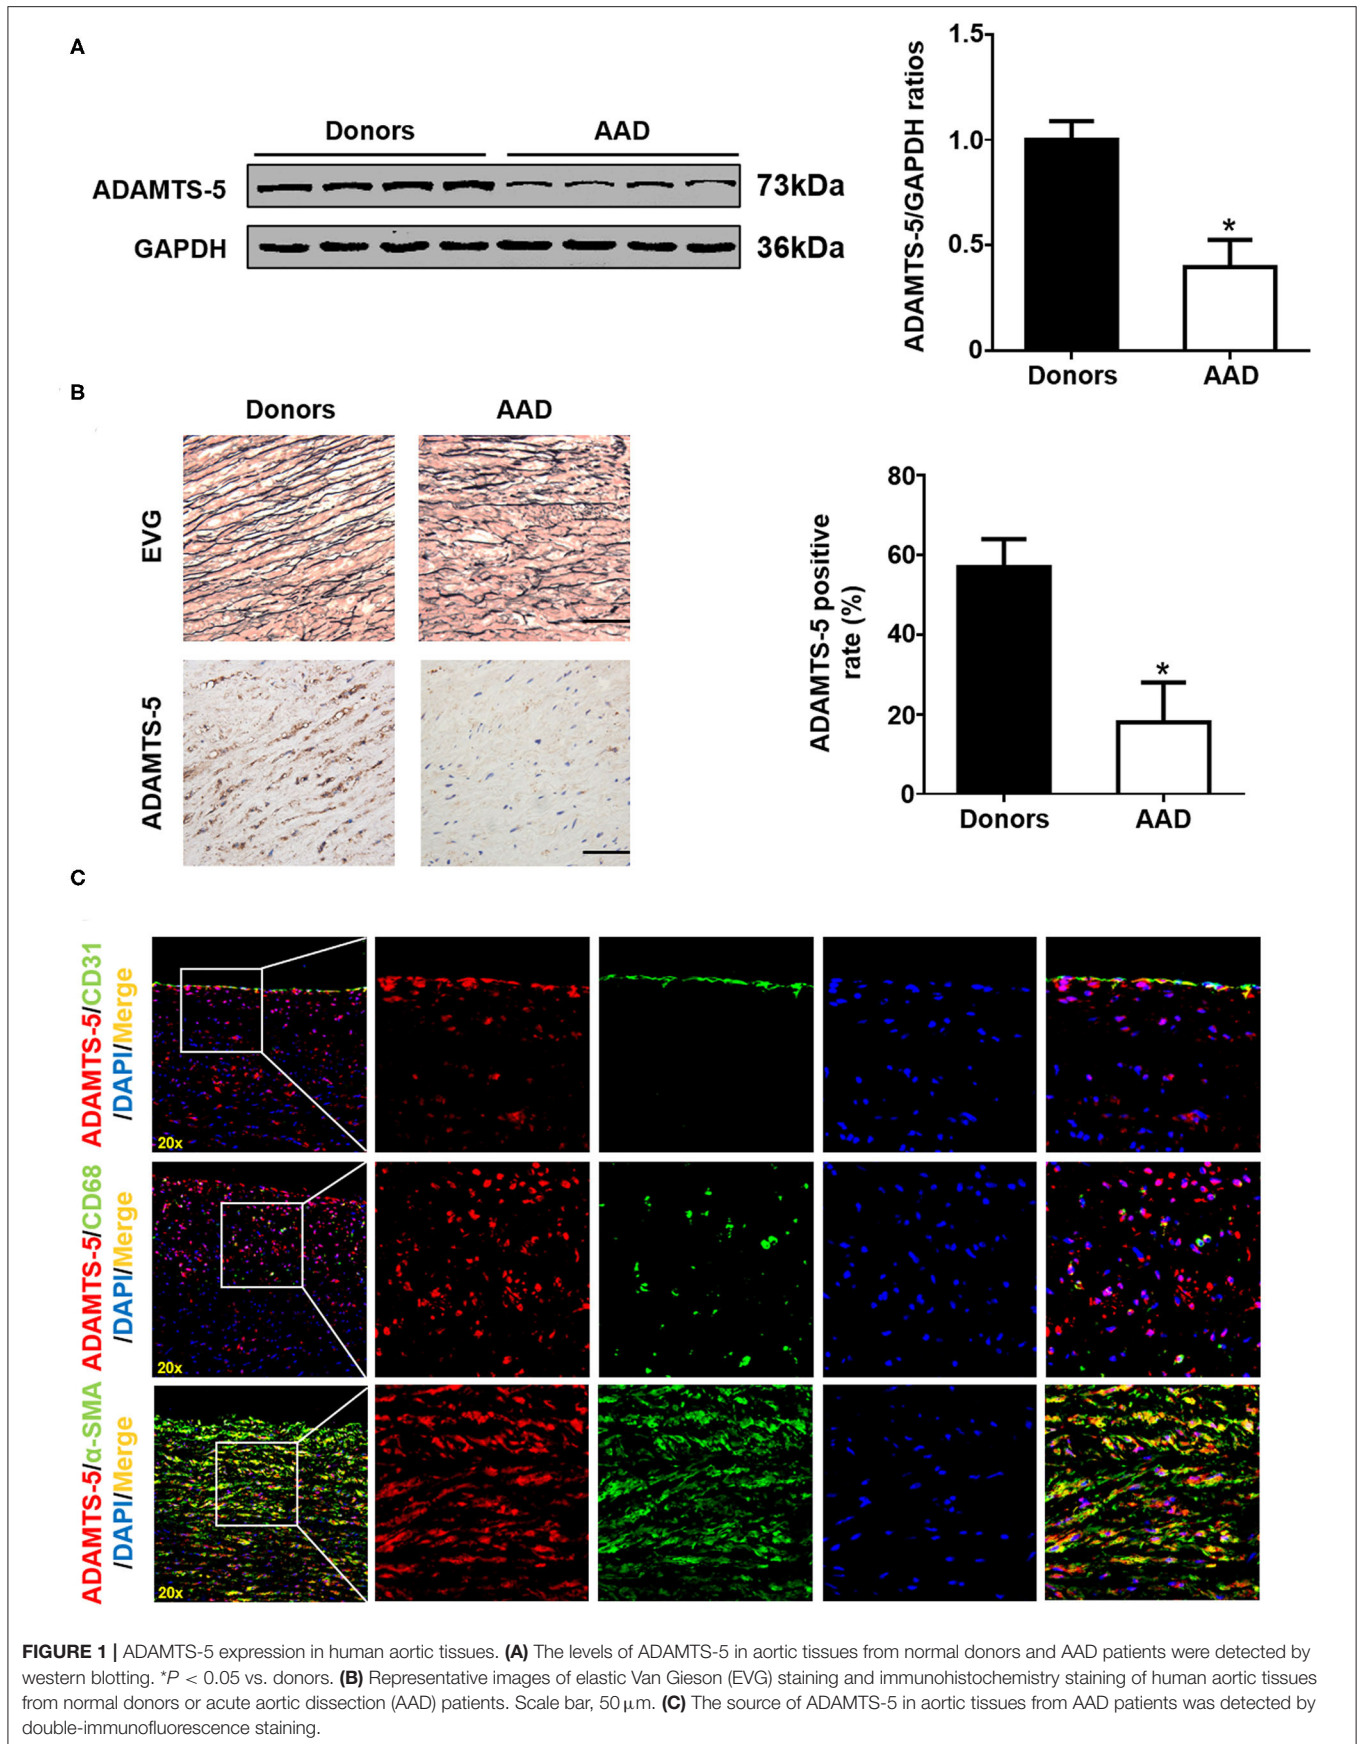 A
Donors AAD
ADAMTS-5 73kDa
GAPDH 36kDa
ADAMTS-5/GAPDH ratios
1.5
1.0
0.5
0
*
Donors AAD
B
Donors AAD
EVG
ADAMTS-5
ADAMTS-5 positive
rate (%)
80
60
40
20
0
*
Donors AAD
C
ADAMTS-5/CD31
/DAPI/Merge
20x
ADAMTS-5/CD68
/DAPI/Merge
20x
ADAMTS-5/α-SMA
/DAPI/Merge
20x
FIGURE 1 | ADAMTS-5 expression in human aortic tissues. (A) The levels of ADAMTS-5 in aortic tissues from normal donors and AAD patients were detected by
western blotting. *P < 0.05 vs. donors. (B) Representative images of elastic Van Gieson (EVG) staining and immunohistochemistry staining of human aortic tissues
from normal donors or acute aortic dissection (AAD) patients. Scale bar, 50 μm. (C) The source of ADAMTS-5 in aortic tissues from AAD patients was detected by
double-immunofluorescence staining.